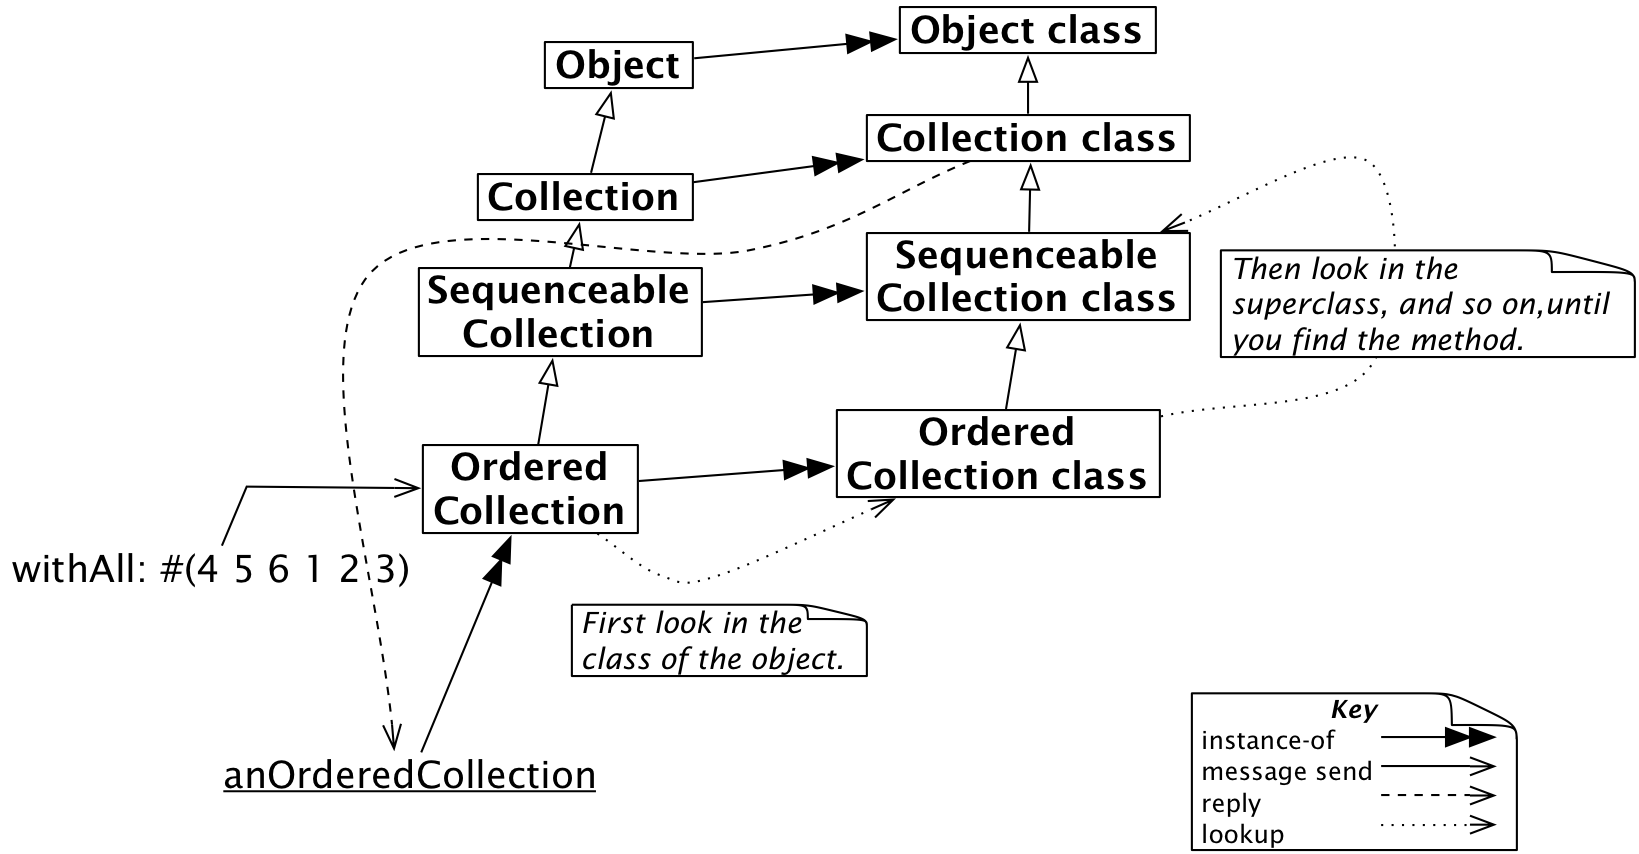 Object class
Object
Collection class
Collection
Sequenceable
Collection class
Sequenceable
Collection
Then look in the
superclass, and so on,until
you find the method.
Ordered
Collection class
Ordered
Collection
withAll: #(4 5 6 1 2 3)
First look in the
class of the object.
anOrderedCollection
Key
instance-of
message send
reply
lookup